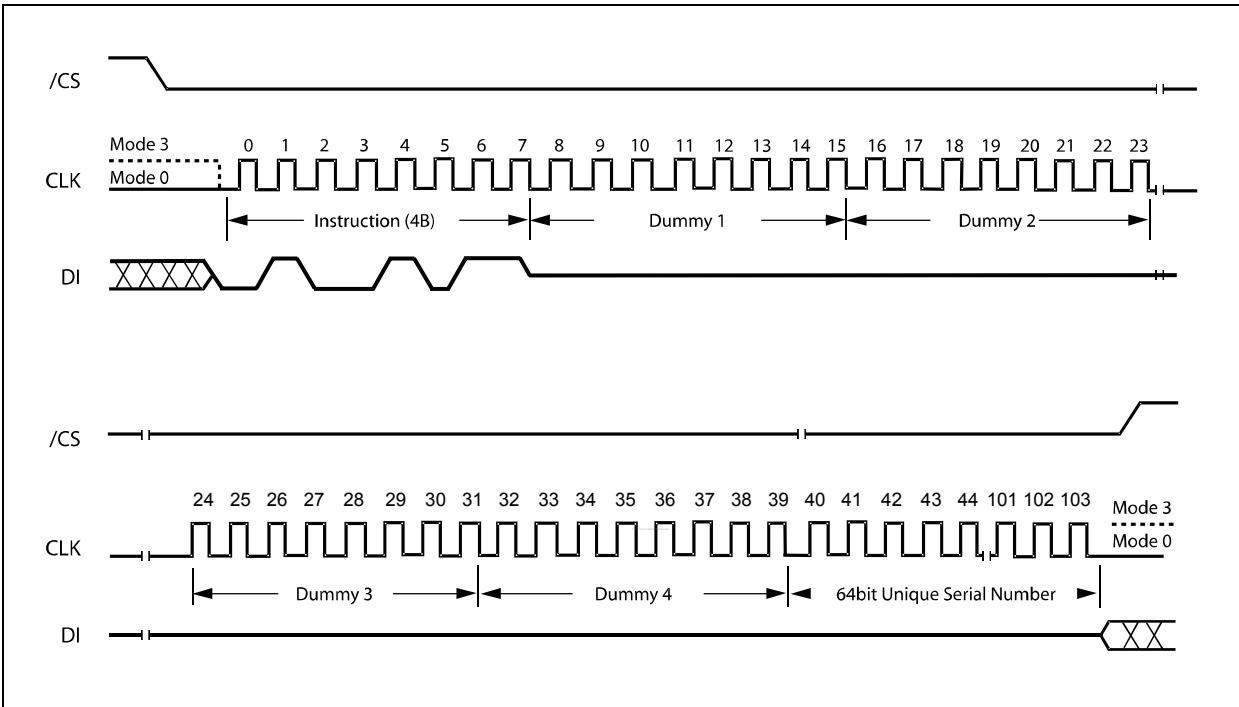 /CS
Mode 3
0 1 2 3 4 5 6 7 8 9 10 11 12 13 14 15 16 17 18 19 20 21 22 23
Mode 0
CLK
Instruction (4B) Dummy 1 Dummy 2
DI
/CS
24 25 26 27 28 29 30 31 32 33 34 35 36 37 38 39 40 41 42 43 44 101 102 103
Mode 3
CLK
Mode 0
Dummy 3 Dummy 4 64bit Unique Serial Number
DI